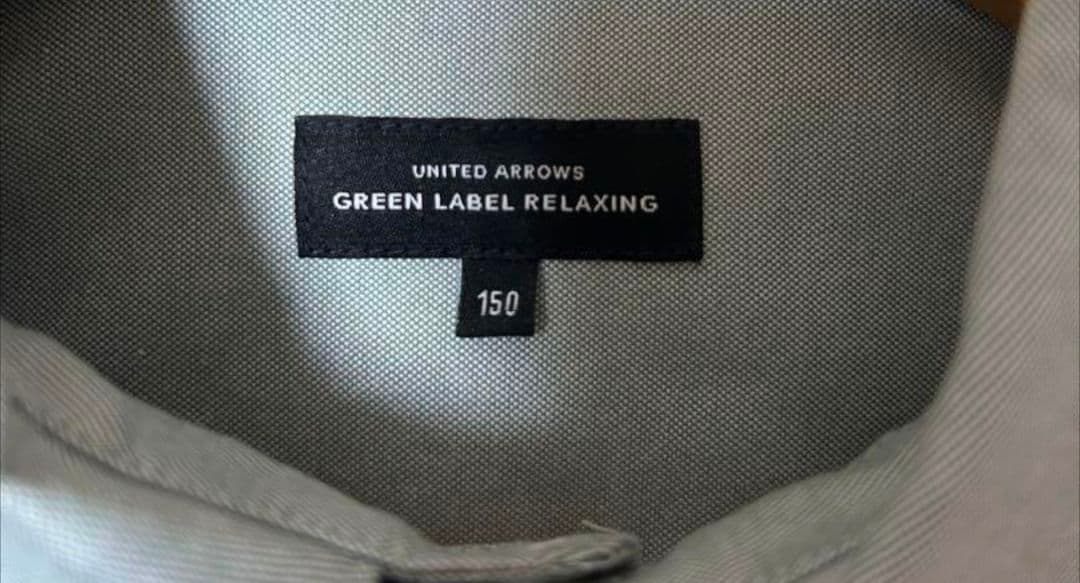 UNITED ARROWS
GREEN LABEL RELAXING
150